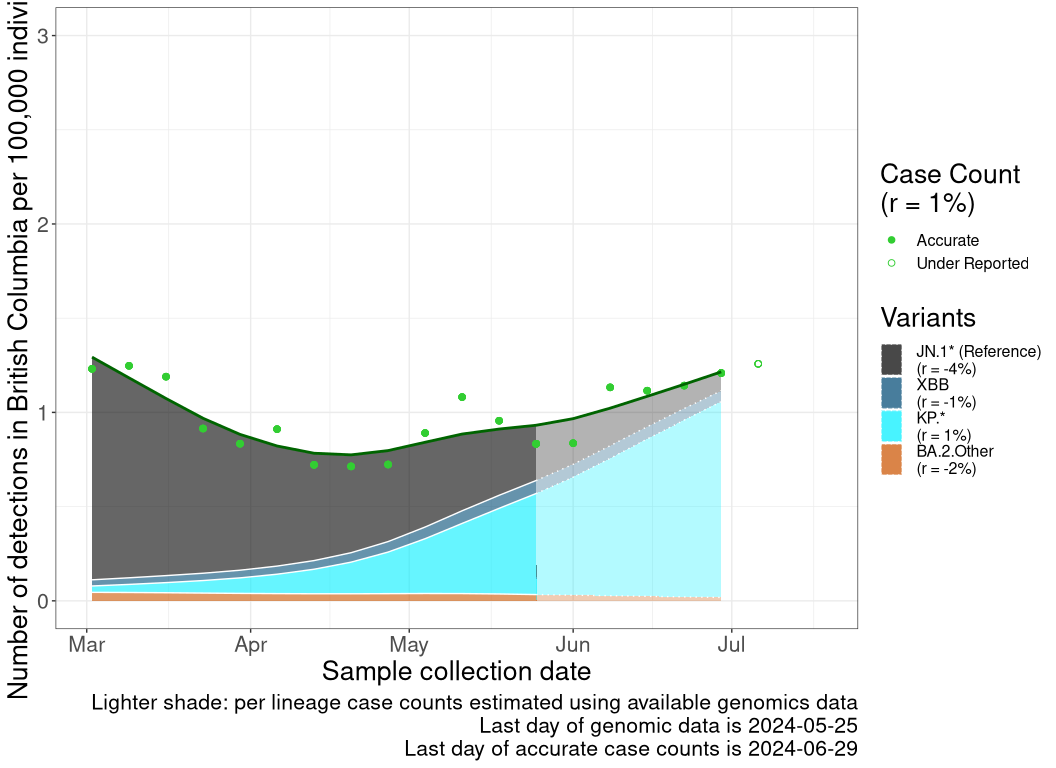 Number of detections in British Columbia per 100,000
3
2
1
0
Mar
Apr
May
Jun
Jul
Sample collection date
Lighter shade: per lineage case counts estimated using available genomics data
Last day of genomic data is 2024-05-25
Last day of accurate case counts is 2024-06-29
Case Count
(r = 1%)
Accurate
Under Reported
Variants
JN.1* (Reference)
(r = -4%)
XBB
(r = -1%)
KP.*
(r = 1%)
BA.2.Other
(r = -2%)